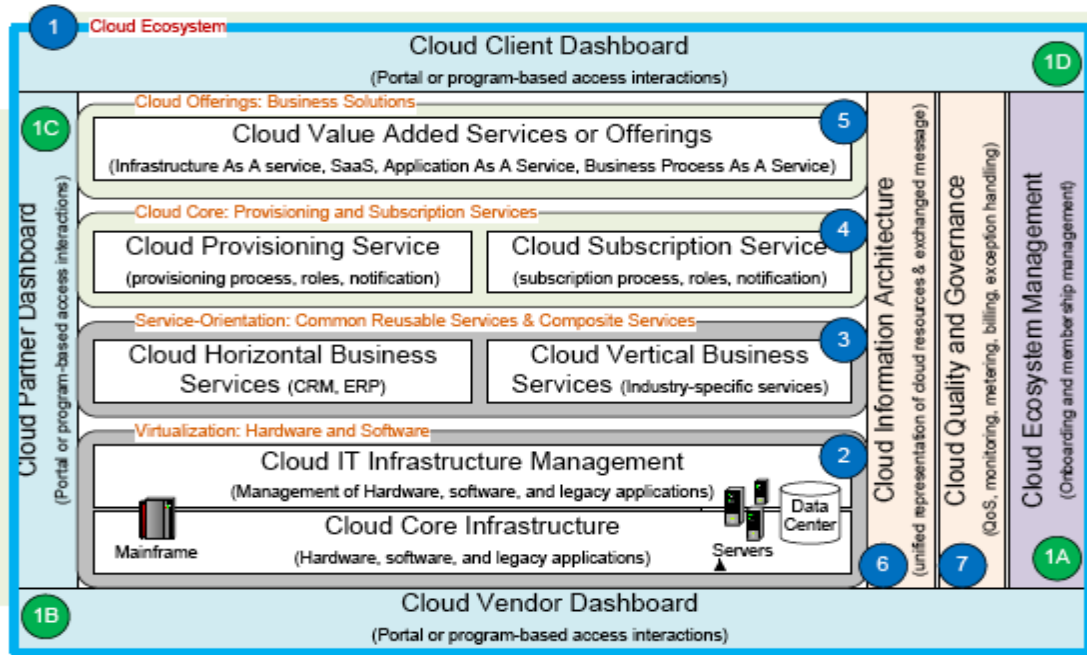 1
Cloud Ecosystem
Cloud Client Dashboard
(Portal or program-based access interactions)
1D
1C
Cloud Partner Dashboard
(Portal or program-based access interactions)
Cloud Offerings: Business Solutions
5
Cloud Value Added Services or Offerings
(Infrastructure As A service, SaaS, Application As A Service, Business Process As A Service)
Cloud Core: Provisioning and Subscription Services
4
Cloud Provisioning Service
(provisioning process, roles, notification)
Cloud Subscription Service
(subscription process, roles, notification)
Service-Orientation: Common Reusable Services & Composite Services
3
Cloud Horizontal Business
Services (CRM, ERP)
Cloud Vertical Business
Services (Industry-specific services)
Virtualization: Hardware and Software
2
Cloud IT Infrastructure Management
(Management of Hardware, software, and legacy applications)
Cloud Core Infrastructure
(Hardware, software, and legacy applications)
Mainframe
Servers
Data
Center
Cloud Information Architecture
(unified representation of cloud resources & exchanged message)
6
Cloud Quality and Governance
(QoS, monitoring, metering, billing, exception handling)
7
Cloud Ecosystem Management
(Onboarding and membership management)
1A
1B
Cloud Vendor Dashboard
(Portal or program-based access interactions)